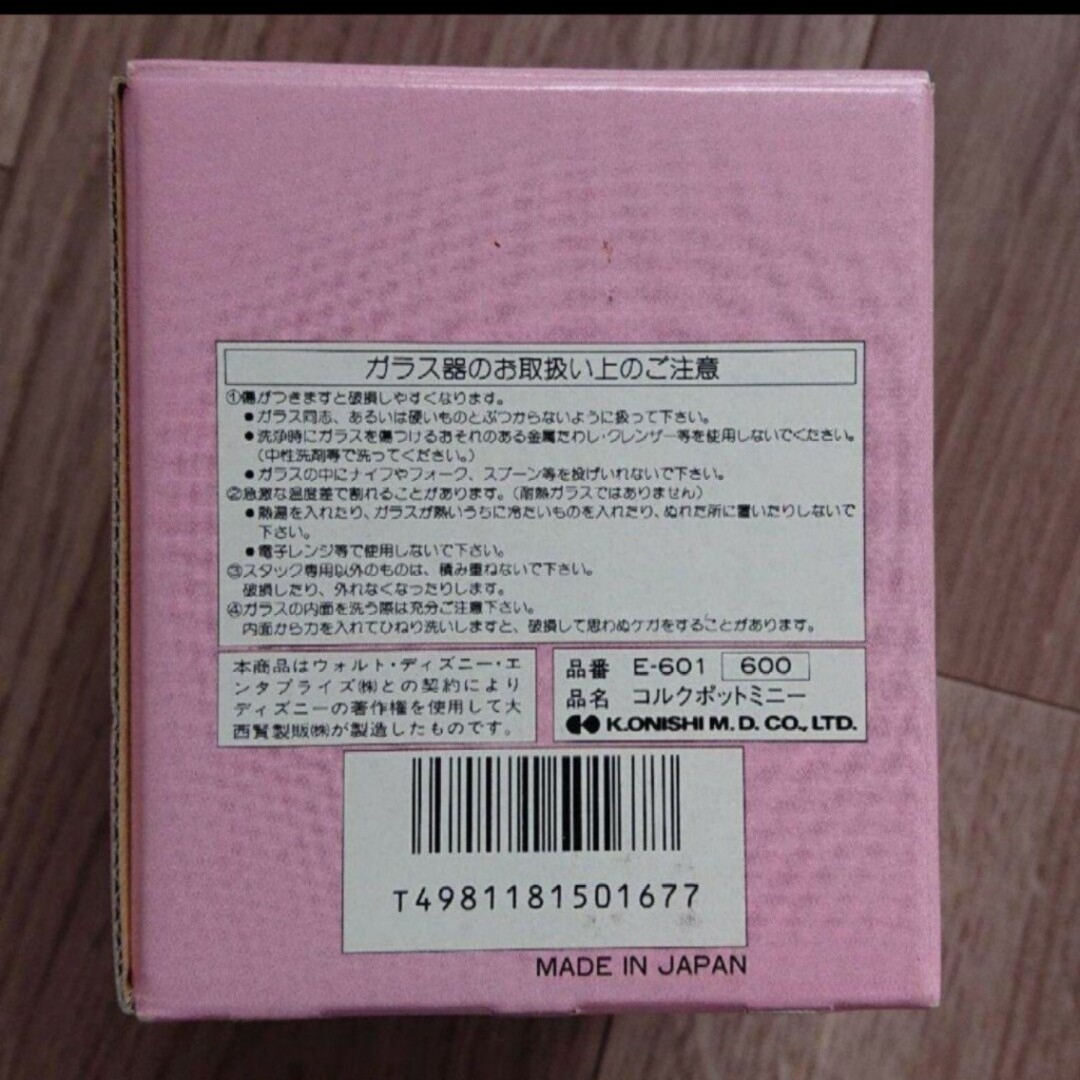 ガラス器のお取扱い上のご注意
①傷がつきますと破損しやすくなります。
●ガラス同志、あるいは硬いものとぶつからないように扱って下さい。
●洗浄時にガラスを傷つけるおそれのある金属たわし・クレンザー等を使用しないでください。
(中性洗剤等で洗ってください。)
●ガラスの中にナイフやフォーク、スプーン等を投げいれないで下さい。
②急激な温度差で割れることがあります。(耐熱ガラスではありません)
●熱湯を入れたり、ガラスが熱いうちに冷たいものを入れたり、ぬれた所に置いたりしないで
下さい。
●電子レンジ等で使用しないで下さい。
③スタック専用以外のものは、積み重ねないで下さい。
破損したり、外れなくなったりします。
④ガラスの内面を洗う際は充分ご注意下さい。
内面から力を入れてひねり洗いしますと、破損して思わぬケガをすることがあります。
本商品はウォルト・ディズニー・エ
ンタプライズ㈱との契約により
ディズニーの著作権を使用して大
西賢製販㈱が製造したものです。
品番 E-601 600
品名 コルクポットミニー
K.ONISHI M. D. CO., LTD.
T4981181501677
MADE IN JAPAN